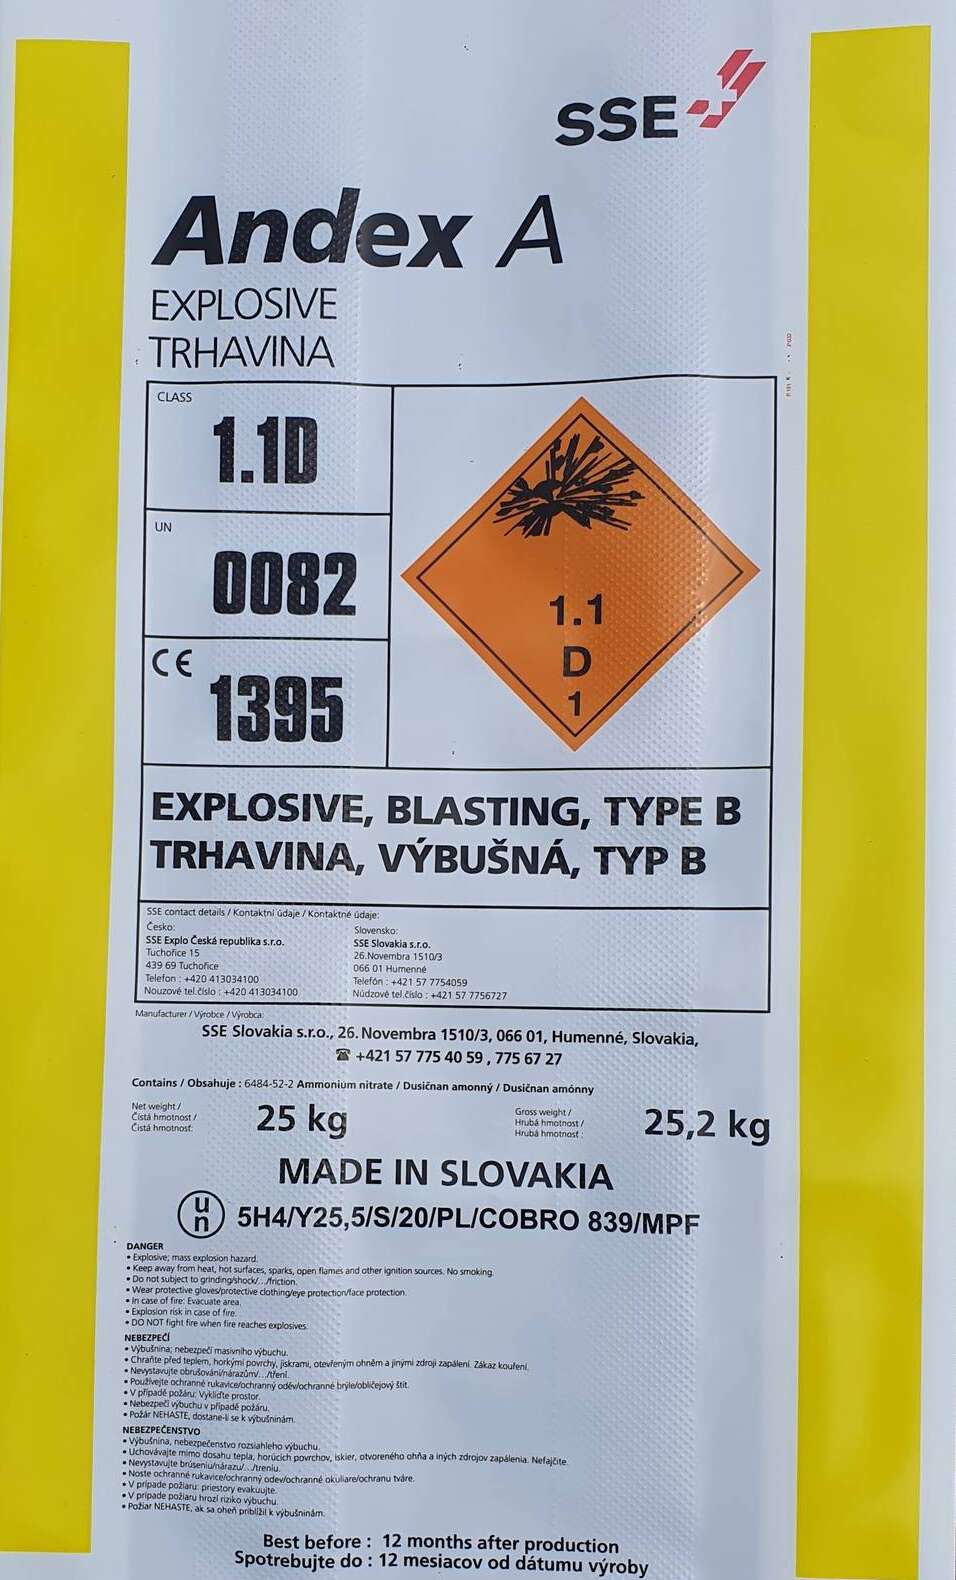 SSE
Andex A
EXPLOSIVE
TRHAVINA
CLASS
1.1D
UN
0082
CE
1395
1.1
D
1
EXPLOSIVE, BLASTING, TYPE B
TRHAVINA, VÝBUŠNÁ, TYP B
SSE contact details / Kontaktní údaje / Kontaktné údaje:
Česko:
SSE Explo Česká republika s.r.o.
Tuchořice 15
439 69 Tuchořice
Telefon : +420 413034100
Nouzové tel.číslo : +420 413034100
Slovensko:
SSE Slovakia s.r.o.
26.Novembra 1510/3
066 01 Humenné
Telefón : +421 57 7754059
Núdzové tel.číslo : +421 57 7756727
Manufacturer / Výrobce / Výrobca:
SSE Slovakia s.r.o., 26. Novembra 1510/3, 066 01, Humenné, Slovakia,
☎ +421 57 775 40 59 , 775 67 27
Contains / Obsahuje : 6484-52-2 Ammonium nitrate / Dusičnan amonný / Dusičnan amónny
Net weight /
Čistá hmotnost /
Čistá hmotnosť:
25 kg
Gross weight /
Hrubá hmotnost /
Hrubá hmotnosť :
25,2 kg
MADE IN SLOVAKIA
un 5H4/Y25,5/S/20/PL/COBRO 839/MPF
DANGER
• Explosive; mass explosion hazard.
• Keep away from heat, hot surfaces, sparks, open flames and other ignition sources. No smoking.
• Do not subject to grinding/shock/.../friction.
• Wear protective gloves/protective clothing/eye protection/face protection.
• In case of fire: Evacuate area.
• Explosion risk in case of fire.
• DO NOT fight fire when fire reaches explosives.
NEBEZPEČÍ
• Výbušnina; nebezpečí masivního výbuchu.
• Chraňte před teplem, horkými povrchy, jiskrami, otevřeným ohněm a jinými zdroji zapálení. Zákaz kouření.
• Nevystavujte obrušování/nárazům/.../tření.
• Používejte ochranné rukavice/ochranný oděv/ochranné brýle/obličejový štít.
• V případě požáru: Vykliďte prostor.
• Nebezpečí výbuchu v případě požáru.
• Požár NEHASTE, dostane-li se k výbušninám.
NEBEZPEČENSTVO
• Výbušnina, nebezpečenstvo rozsiahleho výbuchu.
• Uchovávajte mimo dosahu tepla, horúcich povrchov, iskier, otvoreného ohňa a iných zdrojov zapálenia. Nefajčite.
• Nevystavujte brúseniu/nárazu/.../treniu.
• Noste ochranné rukavice/ochranný odev/ochranné okuliare/ochranu tváre.
• V prípade požiaru: priestory evakuujte.
• V prípade požiaru hrozí riziko výbuchu.
• Požiar NEHASTE, ak sa oheň priblížil k výbušninám.
Best before : 12 months after production
Spotrebujte do : 12 mesiacov od dátumu výroby